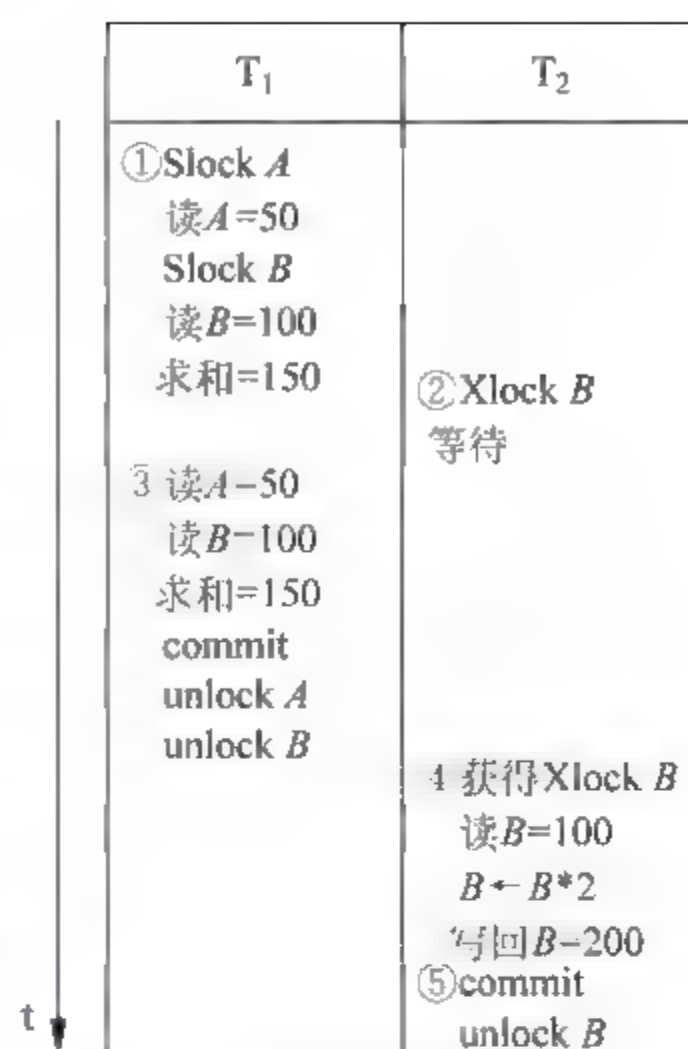 T₁
T₂
①Slock A
读A=50
Slock B
读B=100
求和=150
②Xlock B
等待
3 读A-50
读B-100
求和=150
commit
unlock A
unlock B
4 获得Xlock B
读B=100
B←B*2
写回B-200
⑤commit
unlock B
t